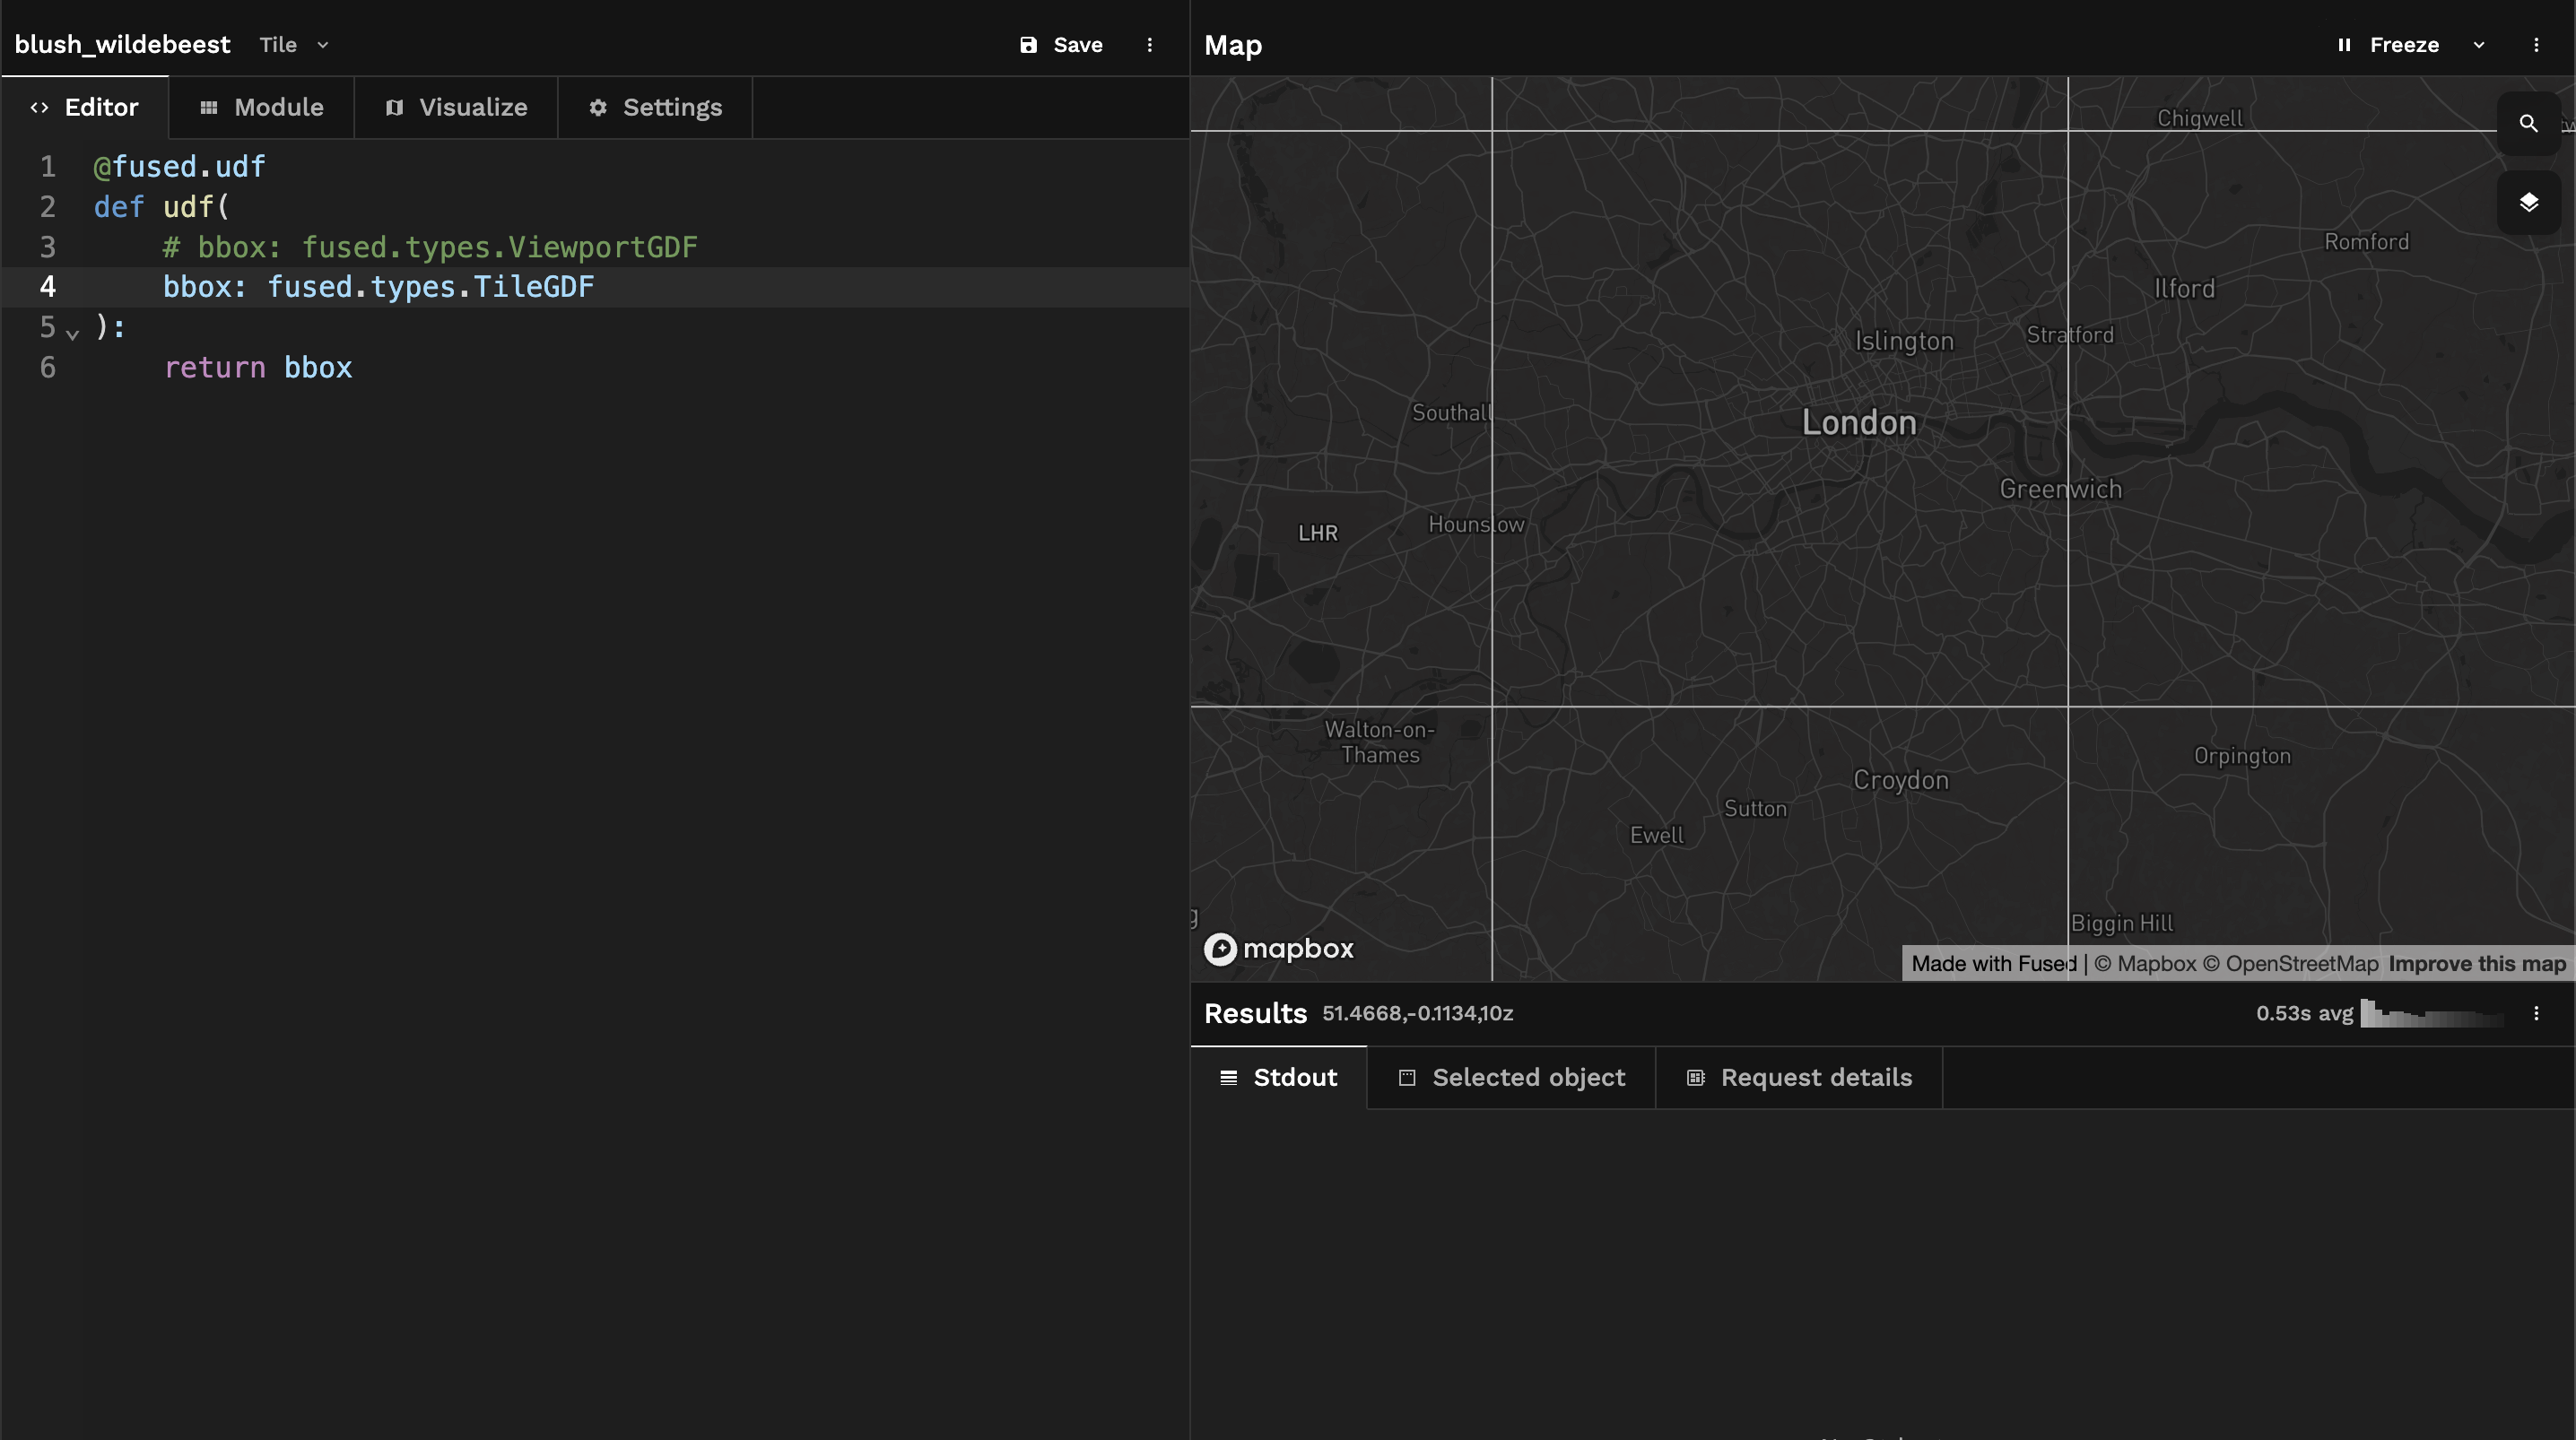 blush_wildebeest Tile Save
Editor Module Visualize Settings
1 @fused.udf
2 def udf(
3 # bbox: fused.types.ViewportGDF
4 bbox: fused.types.TileGDF
5 ):
6 return bbox
Map Freeze
Chigwell
Romford
Ilford
Stratford
Islington
Southall
London
Greenwich
Hounslow
LHR
Walton-on-
Thames
Orpington
Croydon
Sutton
Ewell
Biggin Hill
mapbox
Made with Fused | © Mapbox © OpenStreetMap Improve this map
Results 51.4668,-0.1134,10z 0.53s avg
Stdout Selected object Request details